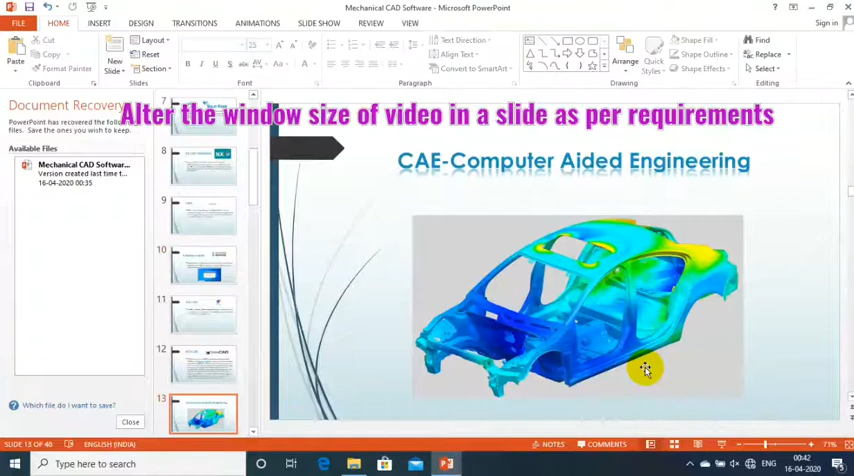 Mechanical CAD Software - Microsoft PowerPoint
Sign in
FILE HOME INSERT DESIGN TRANSITIONS ANIMATIONS SLIDE SHOW REVIEW VIEW
Paste
Cut
Copy
Format Painter
Clipboard
New
Slide
Layout
Reset
Section
Slides
25
Font
Paragraph
Text Direction
Align Text
Convert to SmartArt
Drawing
Arrange
Quick
Styles
Shape Fill
Shape Outline
Shape Effects
Find
Replace
Select
Editing
Alter the window size of video in a slide as per requirements
Document Recovery
PowerPoint has recovered the
files. Save the ones you wish to keep.
Available Files
Mechanical CAD Softwar...
Version created last time t...
16-04-2020 00:35
Which file do I want to save?
Close
7
8
NX
9
10
11
12
13
CAE-Computer Aided Engineering
SLIDE 13 OF 40
ENGLISH (INDIA)
NOTES
COMMENTS
71%
Type here to search
ENG
00:42
16-04-2020
5